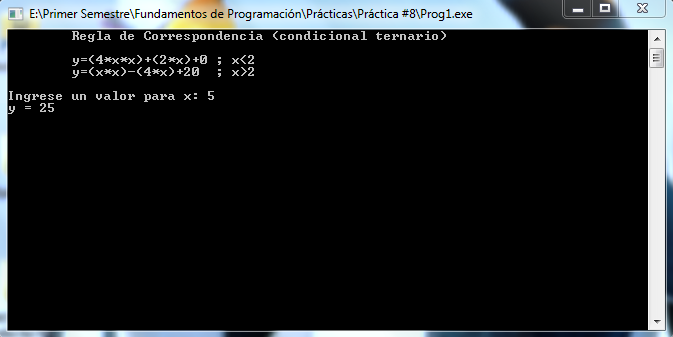 E:\Primer Semestre\Fundamentos de Programación\Prácticas\Práctica #8\Prog1.exe
Regla de Correspondencia (condicional ternario)
y=(4*x*x)+(2*x)+0 ; x<2
y=(x*x)-(4*x)+20 ; x>2
Ingrese un valor para x: 5
y = 25